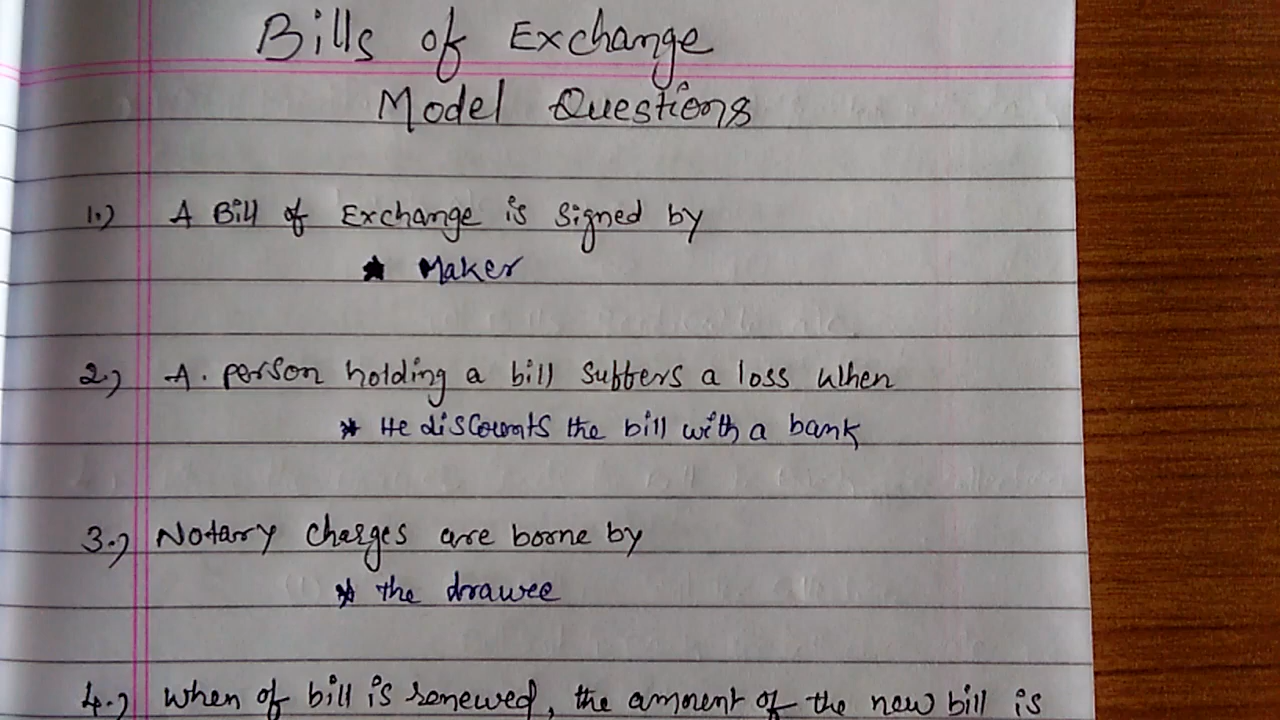 Bills of Exchange
Model Questions
1.) A Bill of Exchange is signed by
★ Maker
2.) A. person holding a bill suffers a loss when
* He discounts the bill with a bank
3.) Notary charges are borne by
* the drawee
4.) when of bill is renewed, the amount of the new bill is